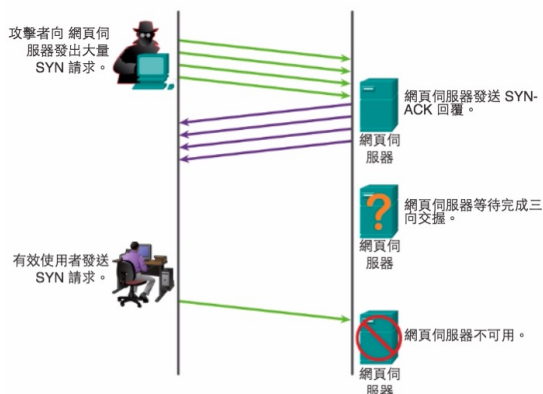 攻擊者向 網頁伺
服器發出大量
SYN 請求。
網頁伺服器發送 SYN-
ACK 回覆。
網頁伺
服器
網頁伺服器等待完成三
向交握。
網頁伺
服器
有效使用者發送
SYN 請求。
網頁伺服器不可用。
網頁伺
服器